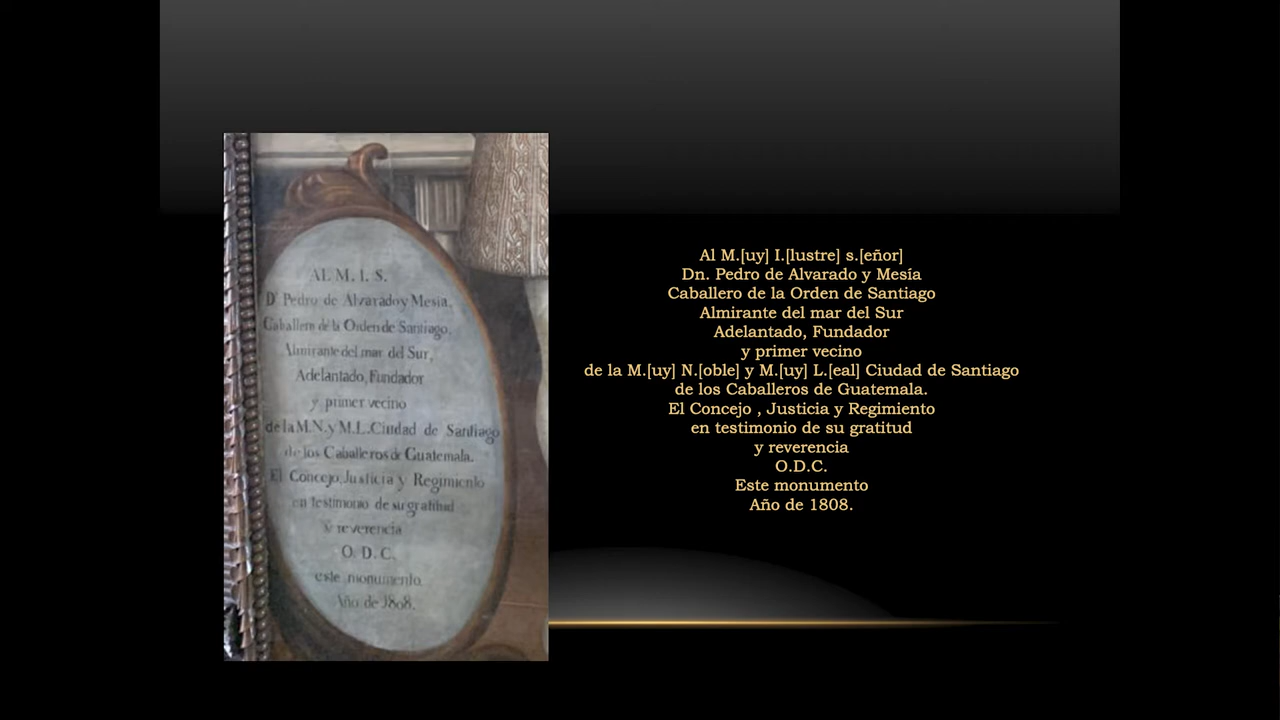 AL M. I. S.
D.n Pedro de Alvarado y Mesia,
Caballero de la Orden de Santiago,
Almirante del mar del Sur,
Adelantado, Fundador
y primer vecino
de la M.N. y M.L. Ciudad de Santiago
de los Caballeros de Guatemala.
El Concejo, Justicia y Regimiento
en testimonio de su gratitud
y reverencia
O. D. C.
este monumento
Año de 1808.
Al M.[uy] I.[lustre] s.[eñor]
Dn. Pedro de Alvarado y Mesía
Caballero de la Orden de Santiago
Almirante del mar del Sur
Adelantado, Fundador
y primer vecino
de la M.[uy] N.[oble] y M.[uy] L.[eal] Ciudad de Santiago
de los Caballeros de Guatemala.
El Concejo , Justicia y Regimiento
en testimonio de su gratitud
y reverencia
O.D.C.
Este monumento
Año de 1808.